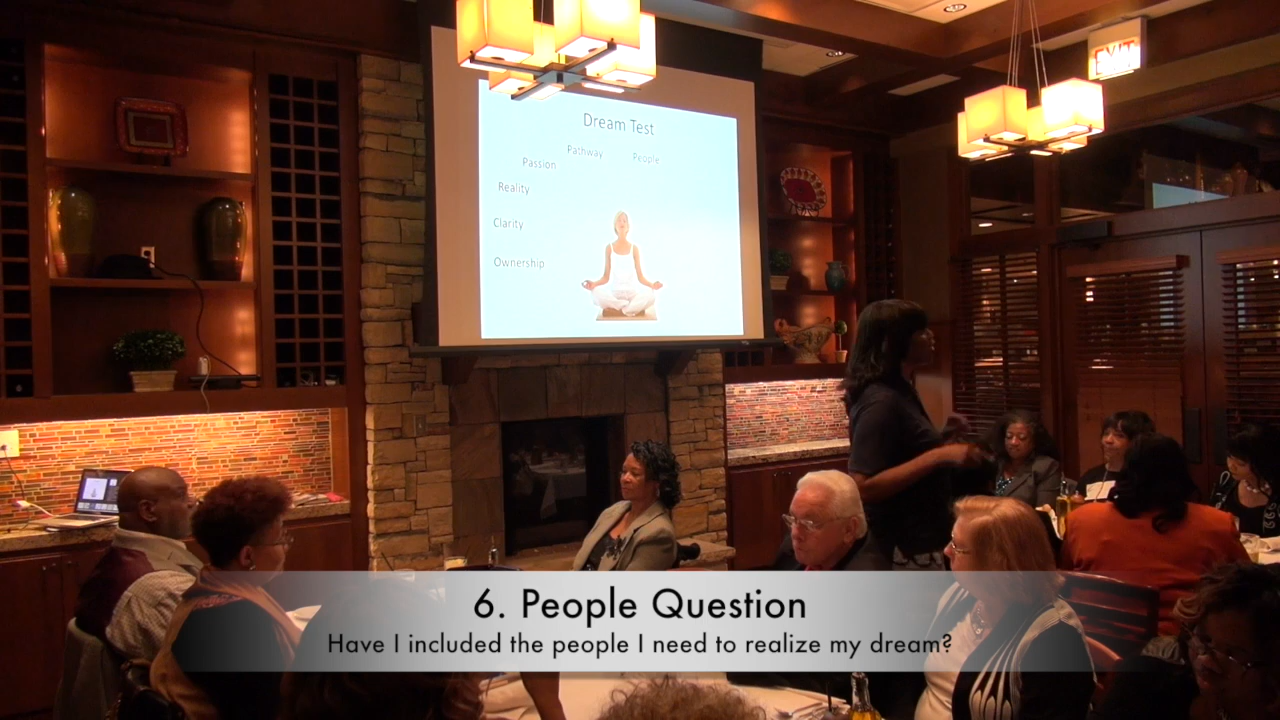 EXIT
Dream Test
Pathway
People
Passion
Reality
Clarity
Ownership
6. People Question
Have I included the people I need to realize my dream?